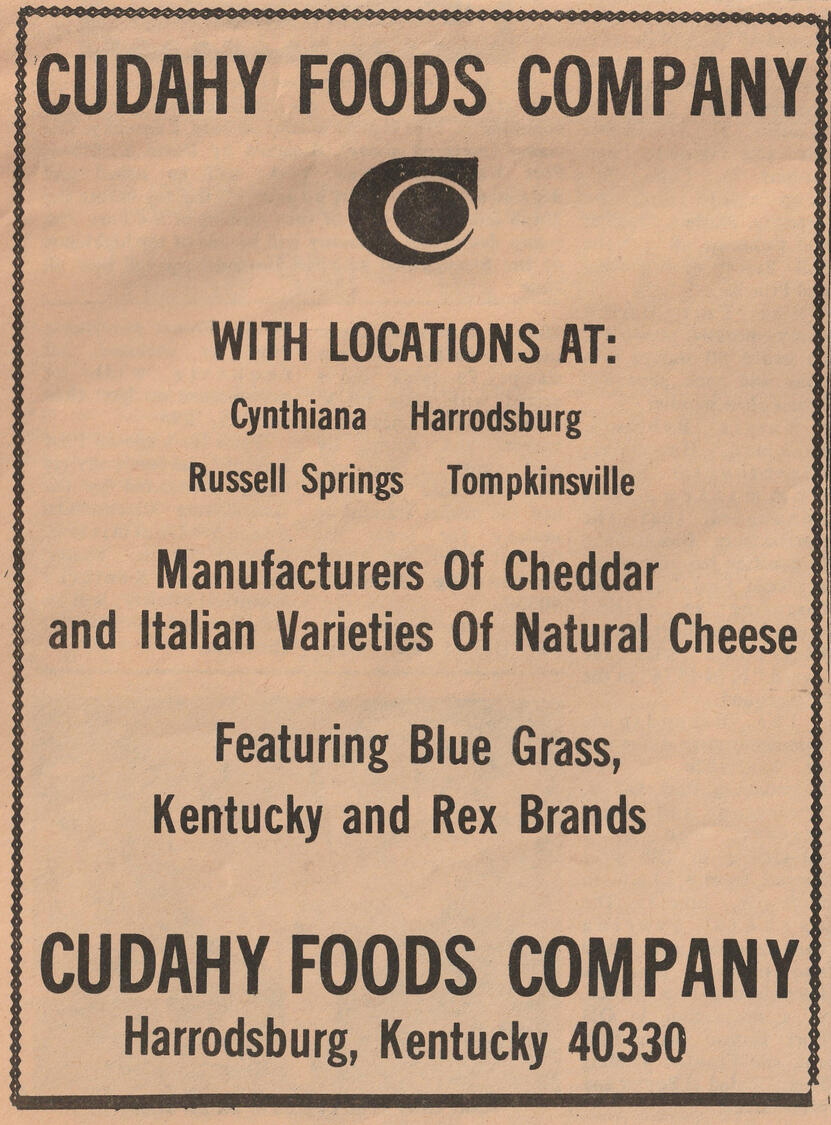 CUDAHY FOODS COMPANY
WITH LOCATIONS AT:
Cynthiana Harrodsburg
Russell Springs Tompkinsville
Manufacturers Of Cheddar
and Italian Varieties Of Natural Cheese
Featuring Blue Grass,
Kentucky and Rex Brands
CUDAHY FOODS COMPANY
Harrodsburg, Kentucky 40330